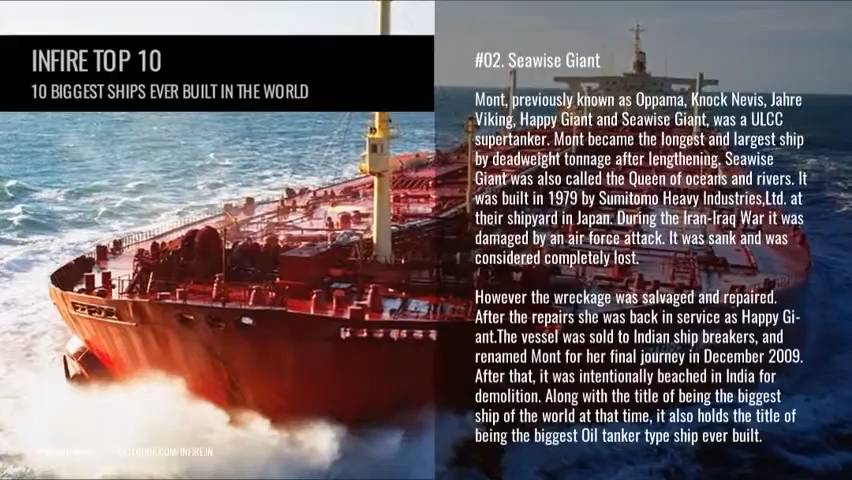 INFIRE TOP 10
10 BIGGEST SHIPS EVER BUILT IN THE WORLD
#02. Seawise Giant
Mont, previously known as Oppama, Knock Nevis, Jahre
Viking, Happy Giant and Seawise Giant, was a ULCC
supertanker. Mont became the longest and largest ship
by deadweight tonnage after lengthening. Seawise
Giant was also called the Queen of oceans and rivers. It
was built in 1979 by Sumitomo Heavy Industries,Ltd. at
their shipyard in Japan. During the Iran-Iraq War it was
damaged by an air force attack. It was sank and was
considered completely lost.
However the wreckage was salvaged and repaired.
After the repairs she was back in service as Happy Gi-
ant.The vessel was sold to Indian ship breakers, and
renamed Mont for her final journey in December 2009.
After that, it was intentionally beached in India for
demolition. Along with the title of being the biggest
ship of the world at that time, it also holds the title of
being the biggest Oil tanker type ship ever built.